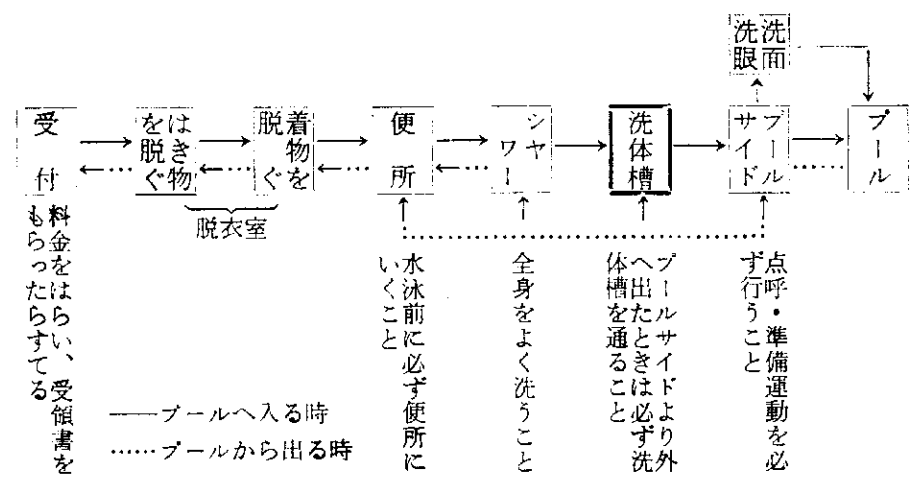 受付
はき物
を脱ぐ
着物を
脱ぐ
便所
シャ
ワー
洗体槽
プール
サイド
洗面
洗眼
プール
脱衣室
料金をはらい、受領書を
もらったらすてる
水泳前に必ず便所に
いくこと
全身をよく洗うこと
プールサイドより外
へ出たときは必ず洗
体槽を通ること
点呼・準備運動を必
ず行うこと
——プールへ入る時
……プールから出る時